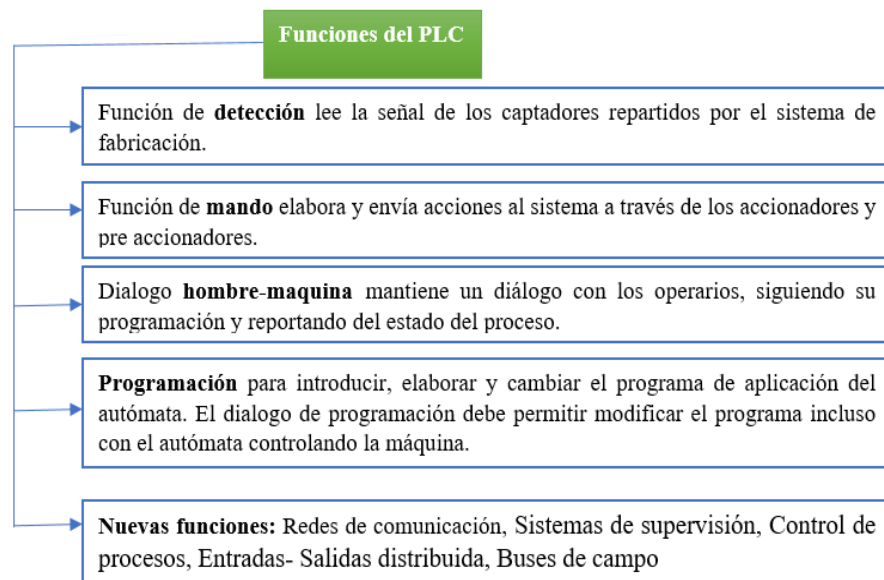 Funciones del PLC
Función de detección lee la señal de los captadores repartidos por el sistema de
fabricación.
Función de mando elabora y envía acciones al sistema a través de los accionadores y
pre accionadores.
Dialogo hombre-maquina mantiene un diálogo con los operarios, siguiendo su
programación y reportando del estado del proceso.
Programación para introducir, elaborar y cambiar el programa de aplicación del
autómata. El dialogo de programación debe permitir modificar el programa incluso
con el autómata controlando la máquina.
Nuevas funciones: Redes de comunicación, Sistemas de supervisión, Control de
procesos, Entradas- Salidas distribuida, Buses de campo